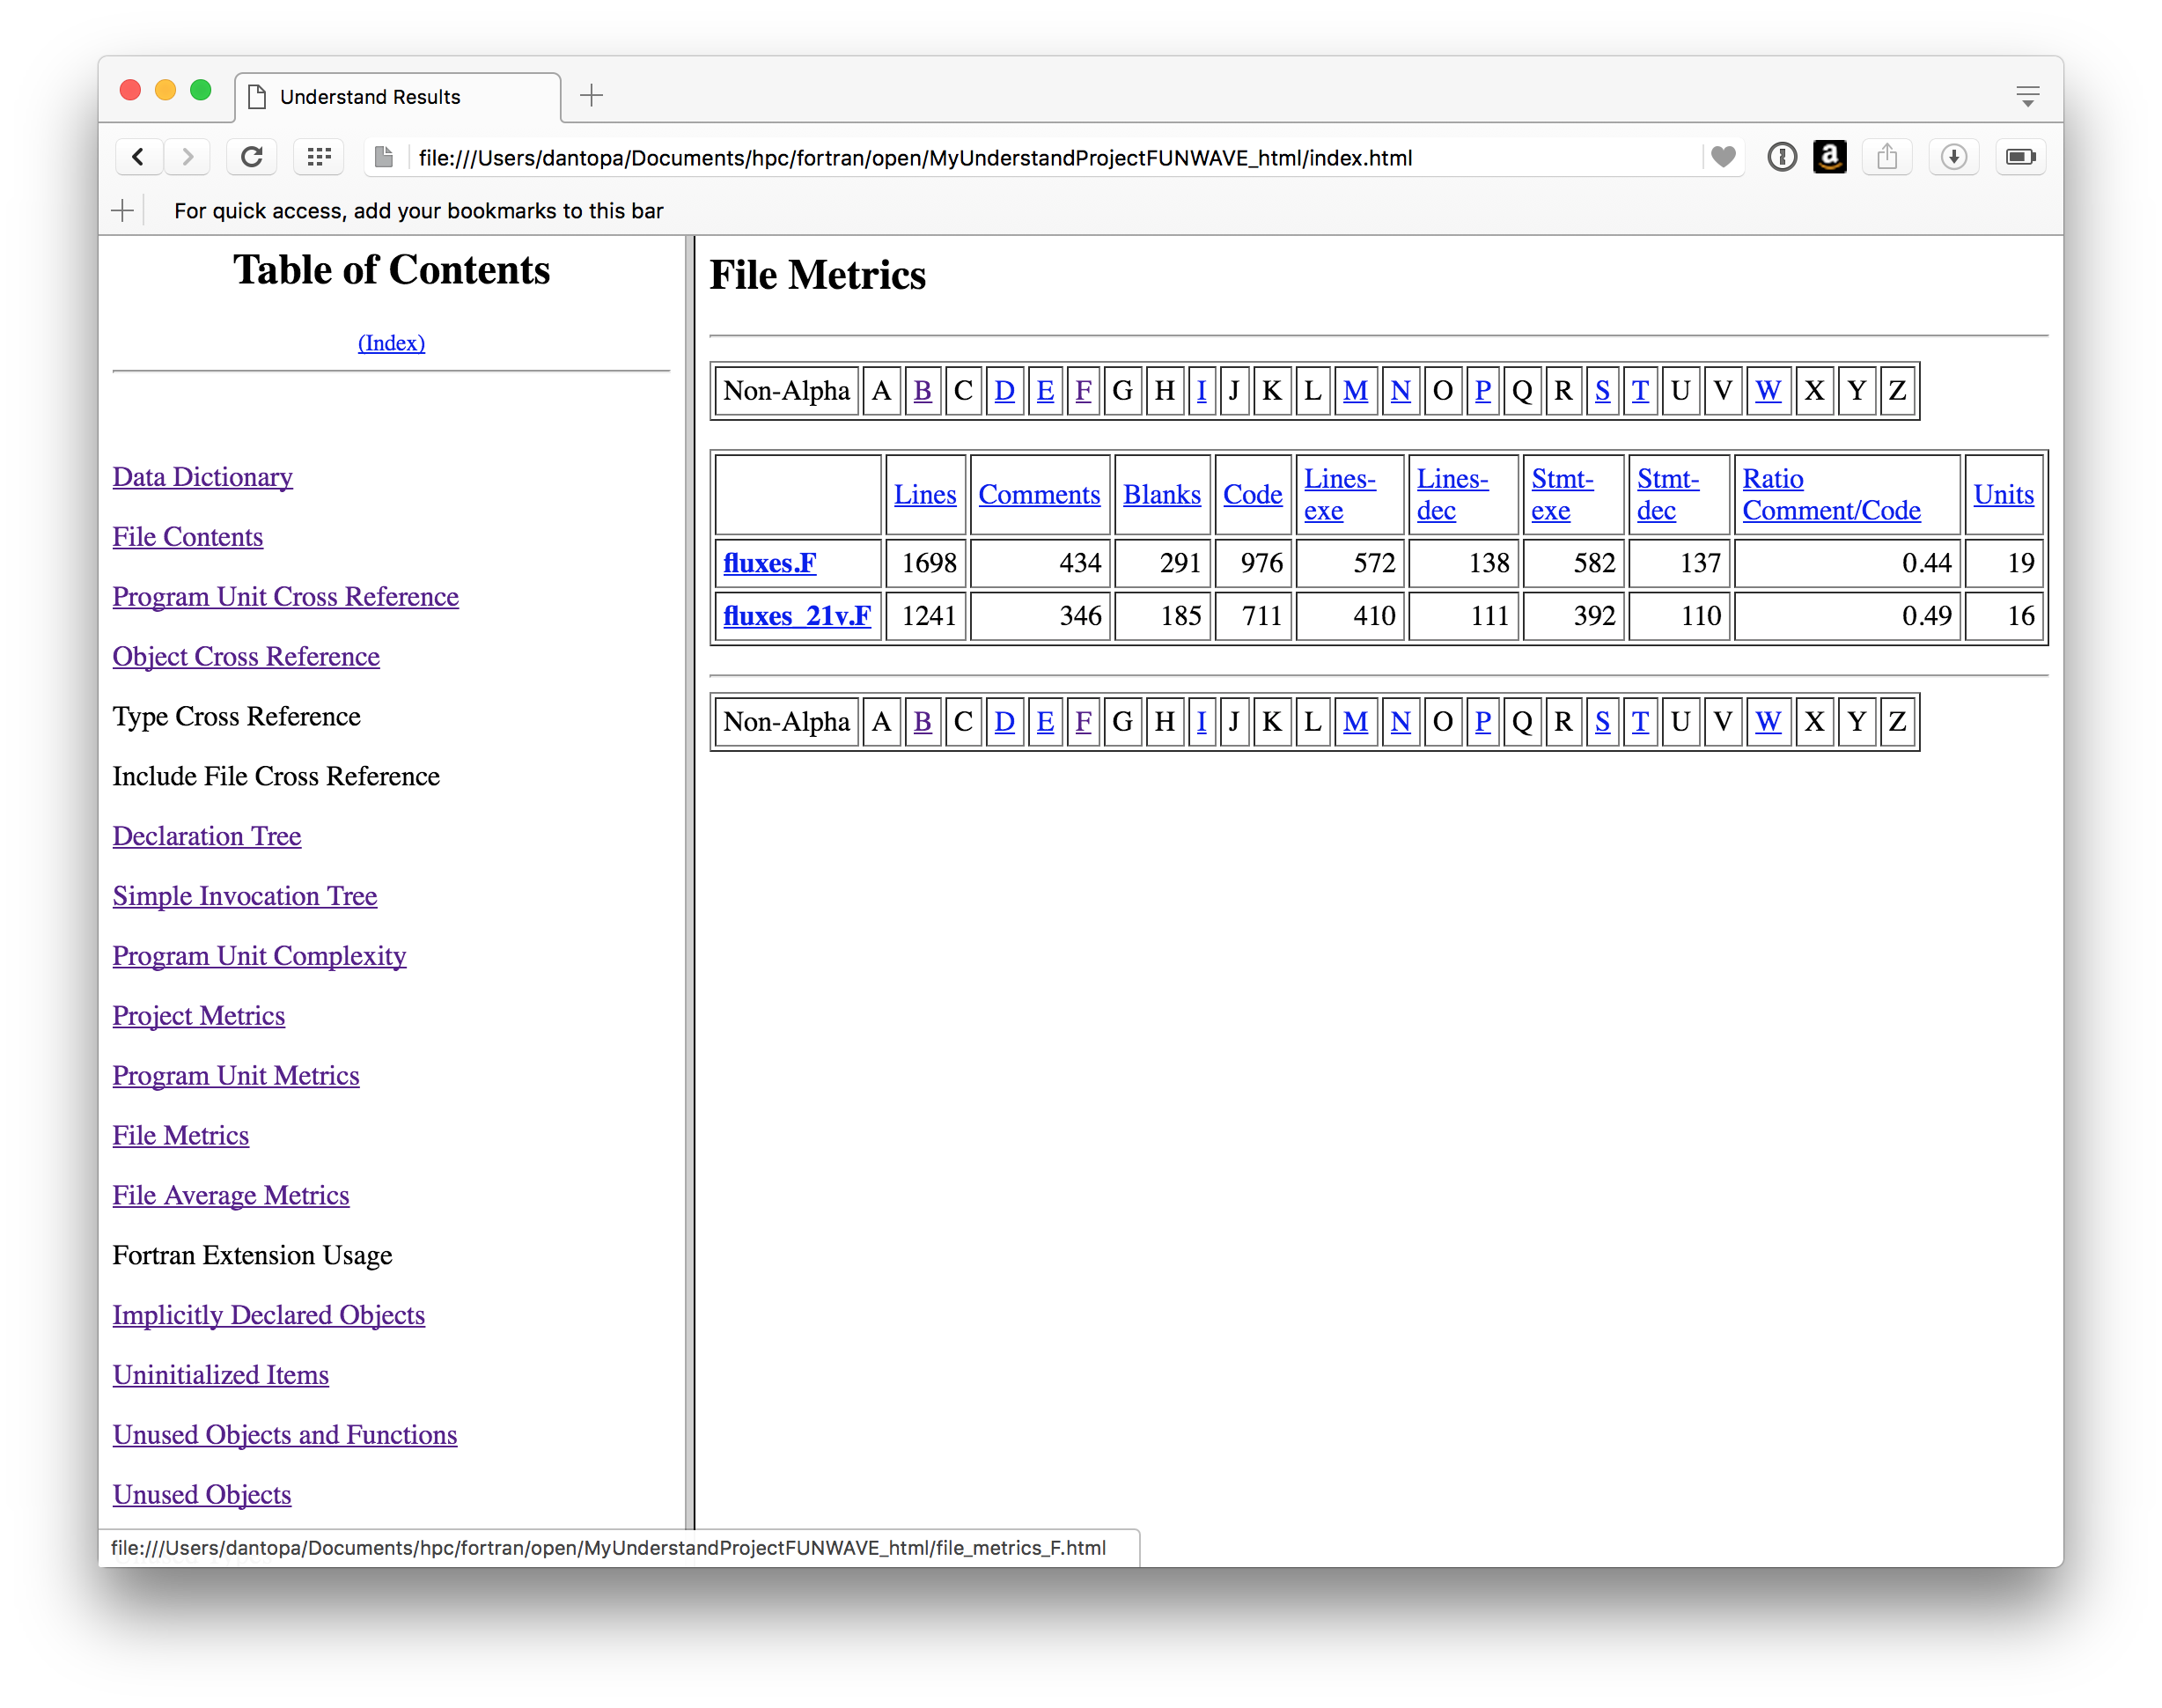 Understand Results
file:///Users/dantopa/Documents/hpc/fortran/open/MyUnderstandProjectFUNWAVE_html/index.html
a
For quick access, add your bookmarks to this bar
Table of Contents
(Index)
Data Dictionary
File Contents
Program Unit Cross Reference
Object Cross Reference
Type Cross Reference
Include File Cross Reference
Declaration Tree
Simple Invocation Tree
Program Unit Complexity
Project Metrics
Program Unit Metrics
File Metrics
File Average Metrics
Fortran Extension Usage
Implicitly Declared Objects
Uninitialized Items
Unused Objects and Functions
Unused Objects
File Metrics
Non-Alpha A B C D E F G H I J K L M N O P Q R S T U V W X Y Z
Lines Comments Blanks Code Lines-exe Lines-dec Stmt-exe Stmt-dec Ratio Comment/Code Units
fluxes.F 1698 434 291 976 572 138 582 137 0.44 19
fluxes_21v.F 1241 346 185 711 410 111 392 110 0.49 16
Non-Alpha A B C D E F G H I J K L M N O P Q R S T U V W X Y Z
file:///Users/dantopa/Documents/hpc/fortran/open/MyUnderstandProjectFUNWAVE_html/file_metrics_F.html